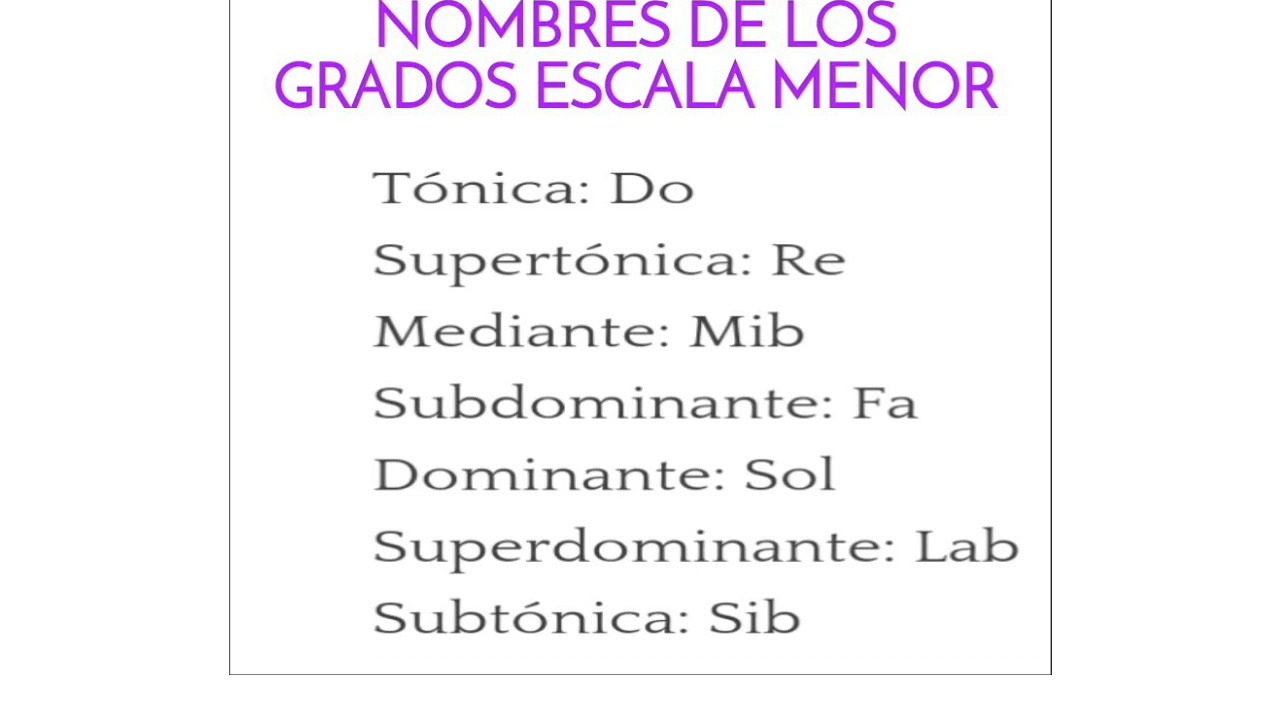 NOMBRES DE LOS
GRADOS ESCALA MENOR
Tónica: Do
Supertónica: Re
Mediante: Mib
Subdominante: Fa
Dominante: Sol
Superdominante: Lab
Subtónica: Sib